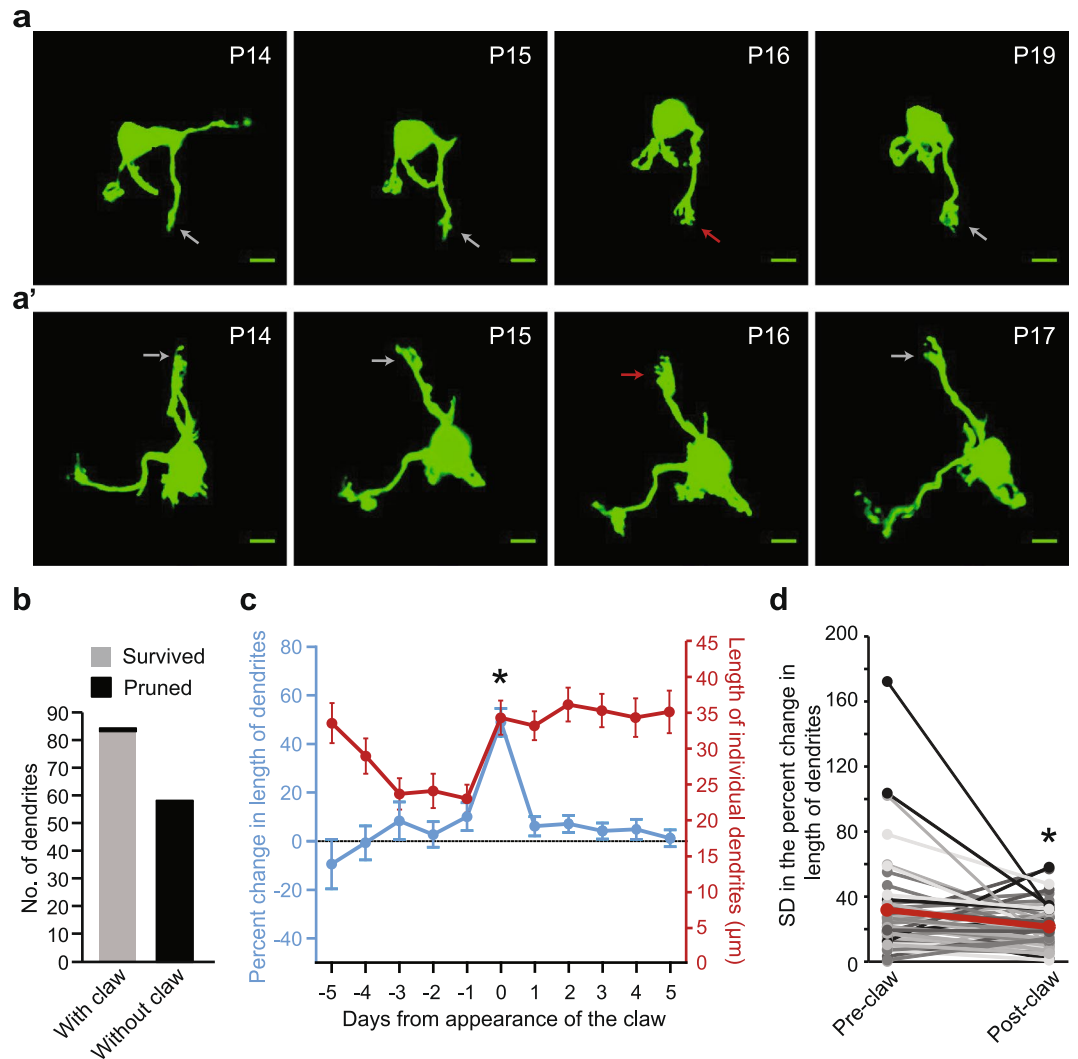 a
P14
P15
P16
P19
a’
P14
P15
P16
P17
b
Survived
Pruned
No. of dendrites
90
80
70
60
50
40
30
20
10
0
With claw
Without claw
c
Percent change in length of dendrites
80
60
40
20
0
-20
-40
*
45
40
35
30
25
20
15
10
5
0
Length of individual dendrites (µm)
-5 -4 -3 -2 -1 0 1 2 3 4 5
Days from appearance of the claw
d
SD in the percent change in
length of dendrites
200
160
120
80
40
0
*
Pre-claw
Post-claw